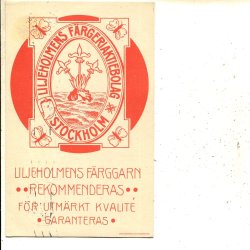 LILJEHOLMENS FÄRGERIAKTIEBOLAG
STOCKHOLM
LILJEHOLMENS FÄRGGARN
REKOMMENDERAS
FÖR UTMÄRKT KVALITÉ
GARANTERAS